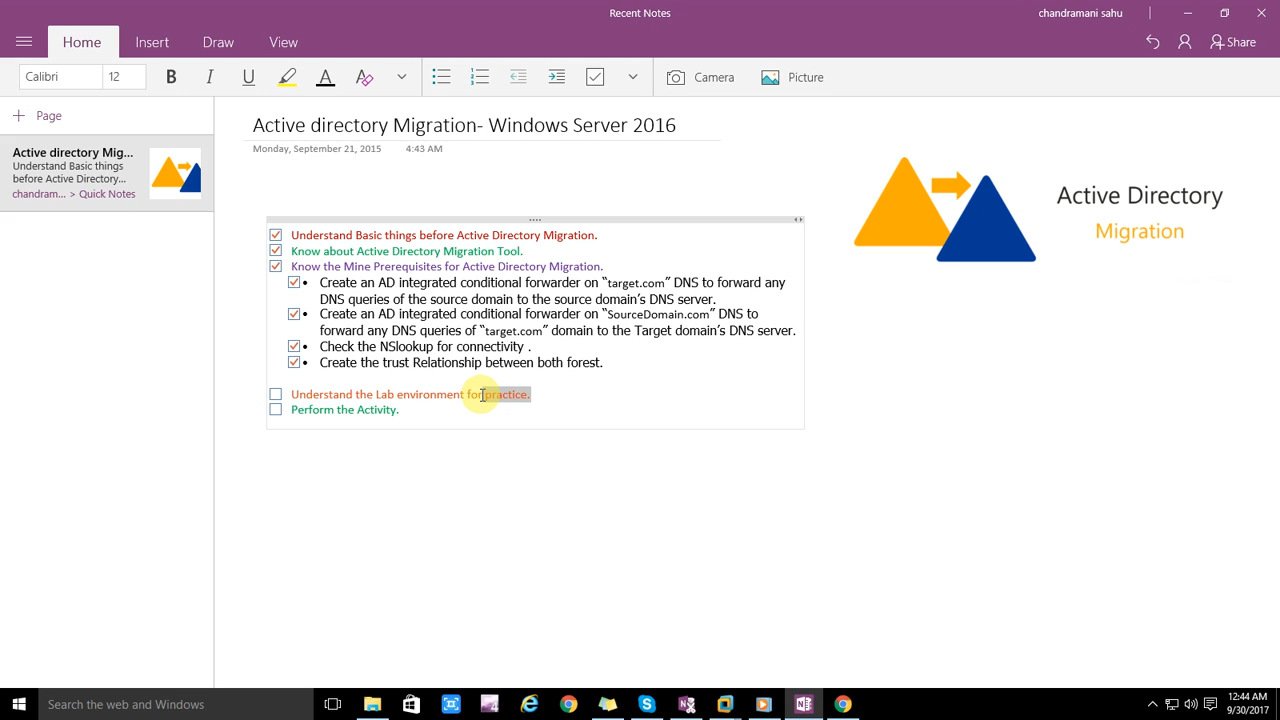 Recent Notes
chandramani sahu
Home Insert Draw View
Share
Calibri 12 B I U A Camera Picture
+ Page
Active directory Mig...
Understand Basic things
before Active Directory...
chandram... > Quick Notes
Active directory Migration- Windows Server 2016
Monday, September 21, 2015 4:43 AM
Active Directory
Migration
Understand Basic things before Active Directory Migration.
Know about Active Directory Migration Tool.
Know the Mine Prerequisites for Active Directory Migration.
• Create an AD integrated conditional forwarder on “target.com” DNS to forward any
DNS queries of the source domain to the source domain’s DNS server.
• Create an AD integrated conditional forwarder on “SourceDomain.com” DNS to
forward any DNS queries of “target.com” domain to the Target domain’s DNS server.
• Check the NSlookup for connectivity .
• Create the trust Relationship between both forest.
Understand the Lab environment for practice.
Perform the Activity.
Search the web and Windows
12:44 AM
9/30/2017